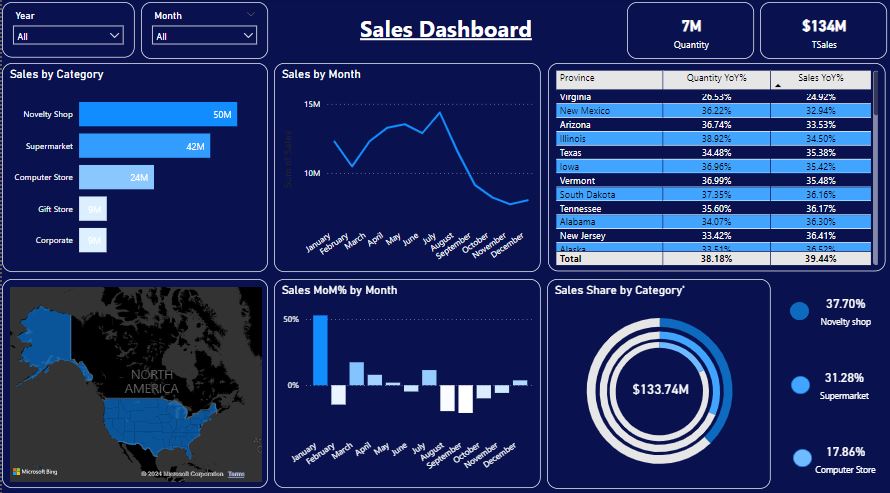 Year
All
Month
All
Sales Dashboard
7M
Quantity
$134M
TSales
Sales by Category
Novelty Shop 50M
Supermarket 42M
Computer Store 24M
Gift Store 9M
Corporate 9M
Sales by Month
15M
10M
Sum of Sales
January February March April May June July August September October November December
Province Quantity YoY% Sales YoY%
Virginia 26.53% 24.92%
New Mexico 36.22% 32.94%
Arizona 36.74% 33.53%
Illinois 38.92% 34.50%
Texas 34.48% 35.38%
Iowa 36.96% 35.42%
Vermont 36.99% 35.48%
South Dakota 37.35% 36.16%
Tennessee 35.60% 36.17%
Alabama 34.07% 36.30%
New Jersey 33.42% 36.41%
Alaska 33.51% 36.52%
Total 38.18% 39.44%
NORTH
AMERICA
Microsoft Bing
© 2024 Microsoft Corporation Terms
Sales MoM% by Month
50%
0%
January February March April May June July August September October November December
Sales Share by Category*
$133.74M
37.70%
Novelty shop
31.28%
Supermarket
17.86%
Computer Store